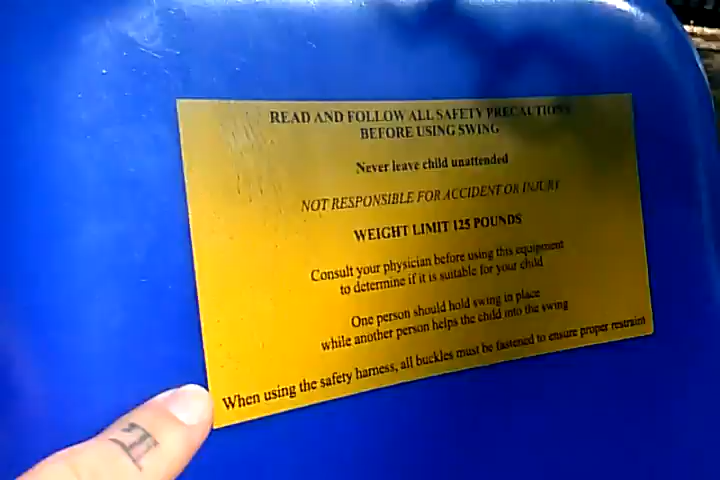 READ AND FOLLOW ALL SAFETY PRECAUTIONS
BEFORE USING SWING
Never leave child unattended
NOT RESPONSIBLE FOR ACCIDENT OR INJURY
WEIGHT LIMIT 125 POUNDS
Consult your physician before using this equipment
to determine if it is suitable for your child
One person should hold swing in place
while another person helps the child into the swing
When using the safety harness, all buckles must be fastened to ensure proper restraint